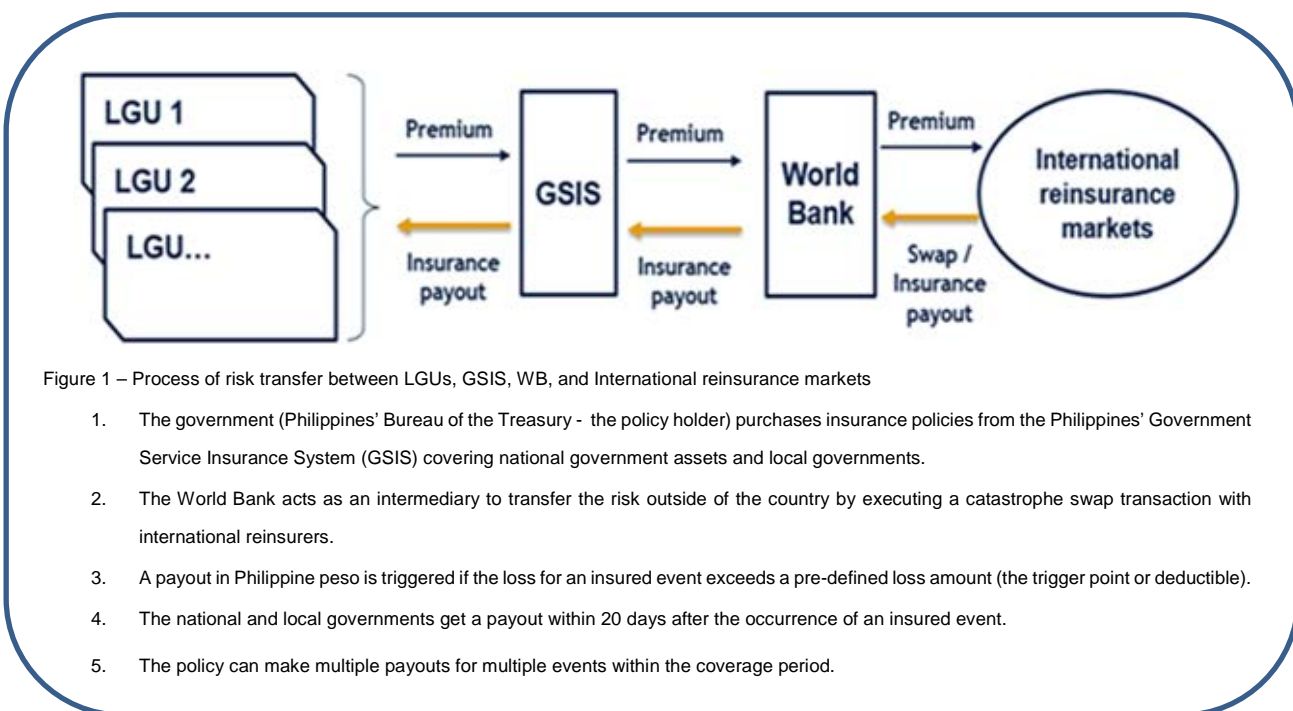 LGU 1
LGU 2
LGU...
Premium
Insurance
payout
GSIS
Premium
Insurance
payout
World
Bank
Premium
Swap /
Insurance
payout
International
reinsurance
markets
Figure 1 – Process of risk transfer between LGUs, GSIS, WB, and International reinsurance markets
1. The government (Philippines’ Bureau of the Treasury - the policy holder) purchases insurance policies from the Philippines’ Government
Service Insurance System (GSIS) covering national government assets and local governments.
2. The World Bank acts as an intermediary to transfer the risk outside of the country by executing a catastrophe swap transaction with
international reinsurers.
3. A payout in Philippine peso is triggered if the loss for an insured event exceeds a pre-defined loss amount (the trigger point or deductible).
4. The national and local governments get a payout within 20 days after the occurrence of an insured event.
5. The policy can make multiple payouts for multiple events within the coverage period.